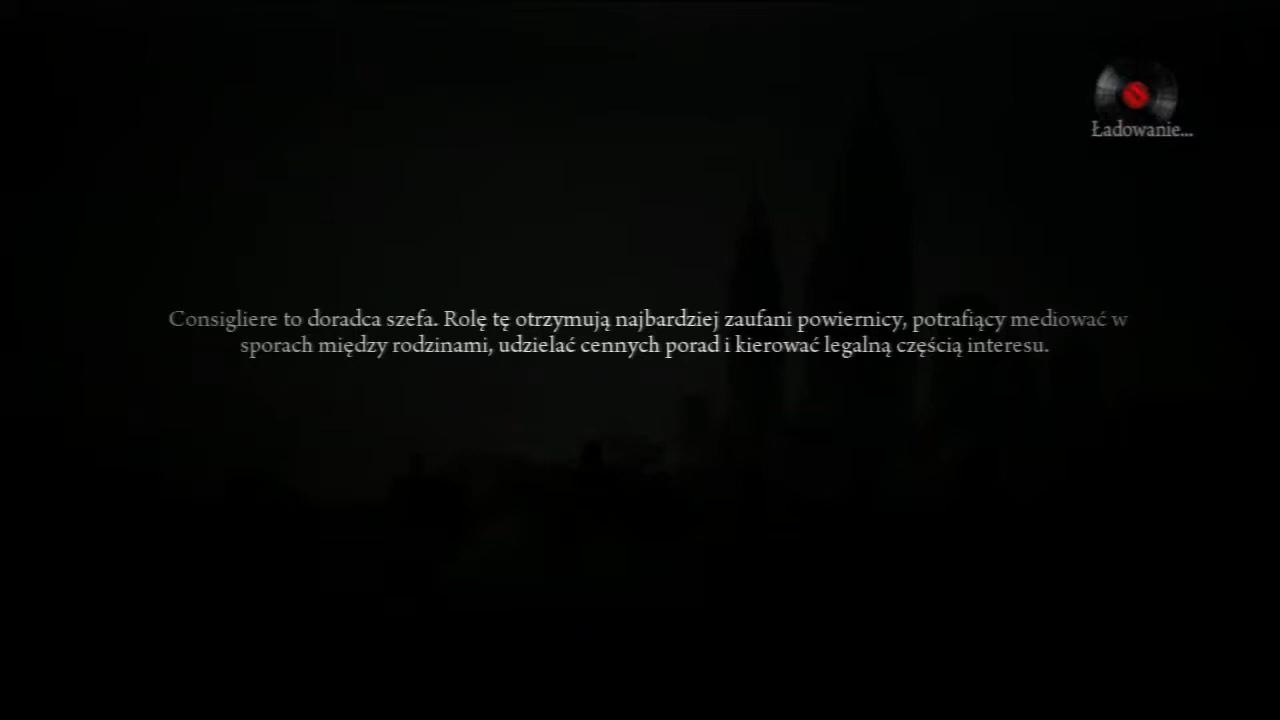 Ładowanie...
Consigliere to doradca szefa. Rolę tę otrzymują najbardziej zaufani powiernicy, potrafiący mediować w
sporach między rodzinami, udzielać cennych porad i kierować legalną częścią interesu.